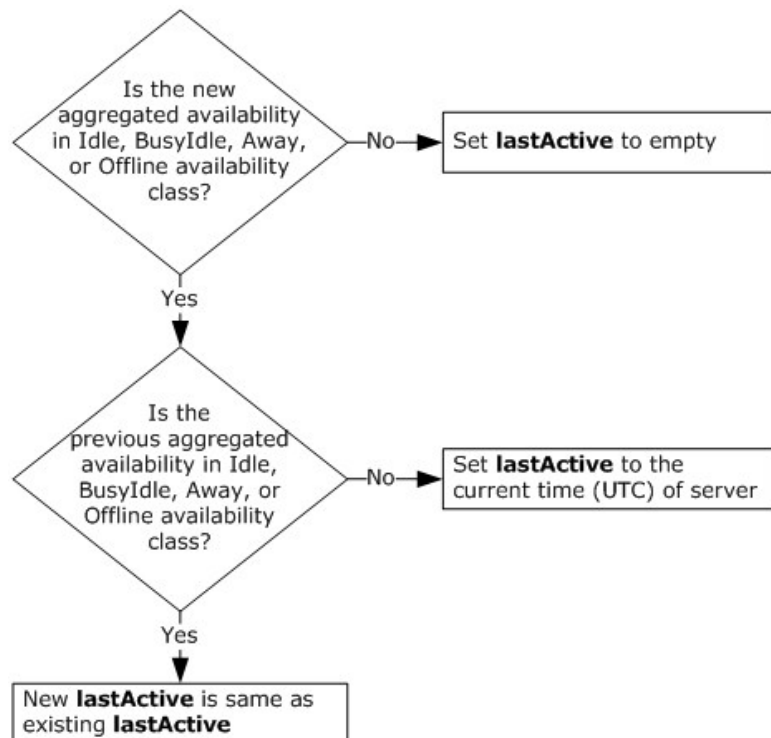 Is the new
aggregated availability
in Idle, BusyIdle, Away,
or Offline availability
class?
No
Set lastActive to empty
Yes
Is the
previous aggregated
availability in Idle,
BusyIdle, Away, or
Offline availability
class?
No
Set lastActive to the
current time (UTC) of server
Yes
New lastActive is same as
existing lastActive